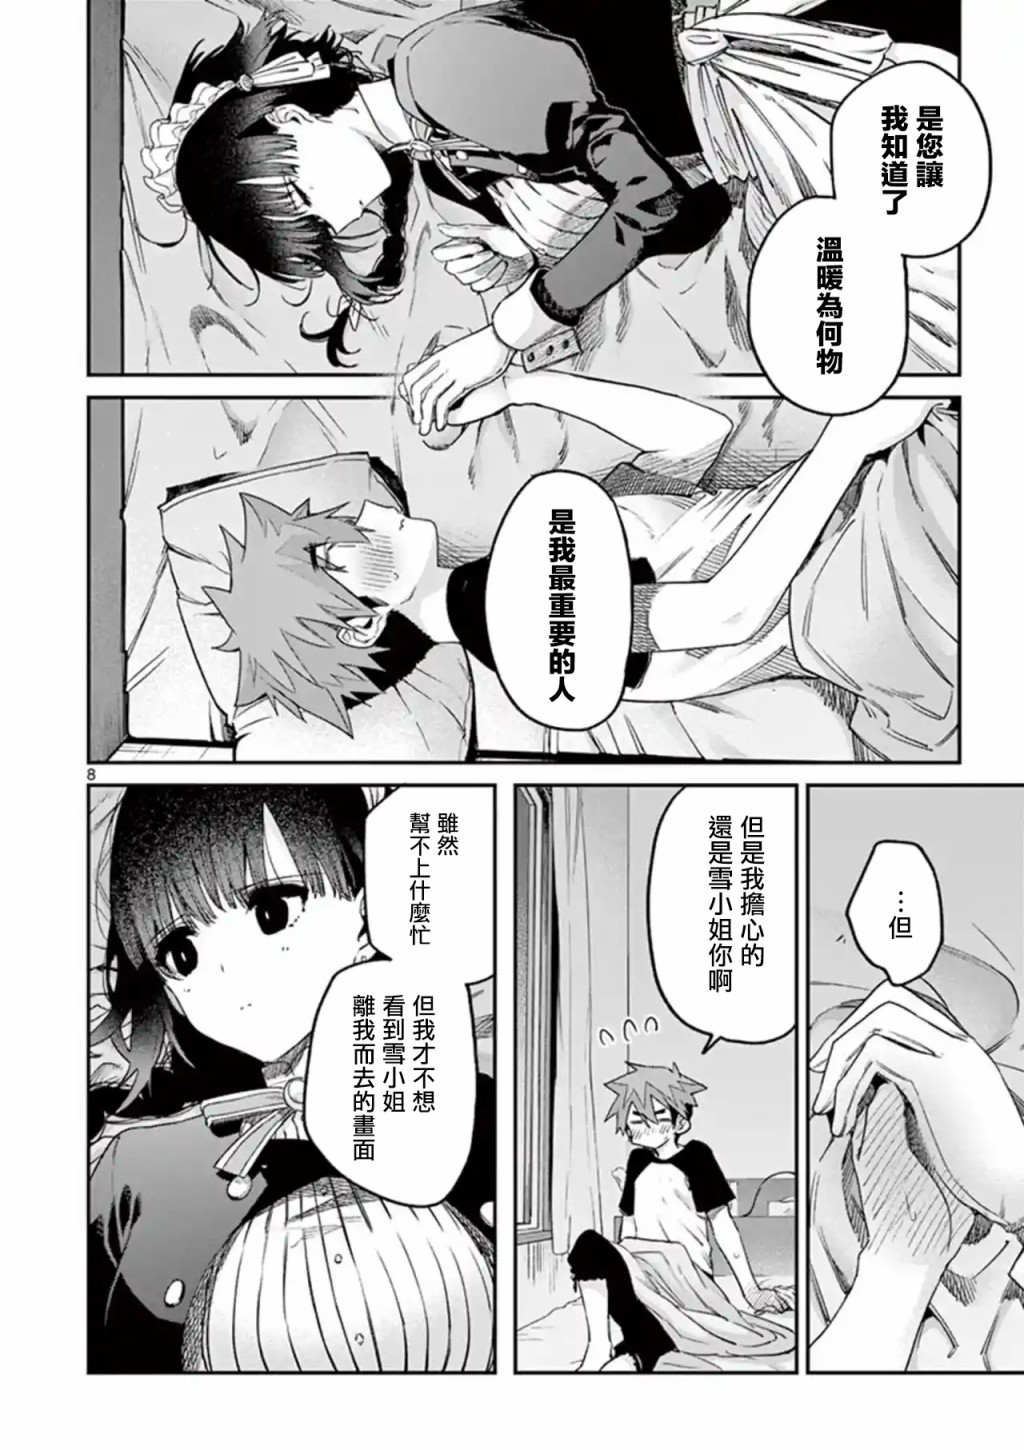 是您讓
我知道了
溫暖為何物
是我最重要的人
8
…但
但是我擔心的
還是雪小姐你啊
雖然
幫不上什麼忙
但我才不想
看到雪小姐
離我而去的畫面